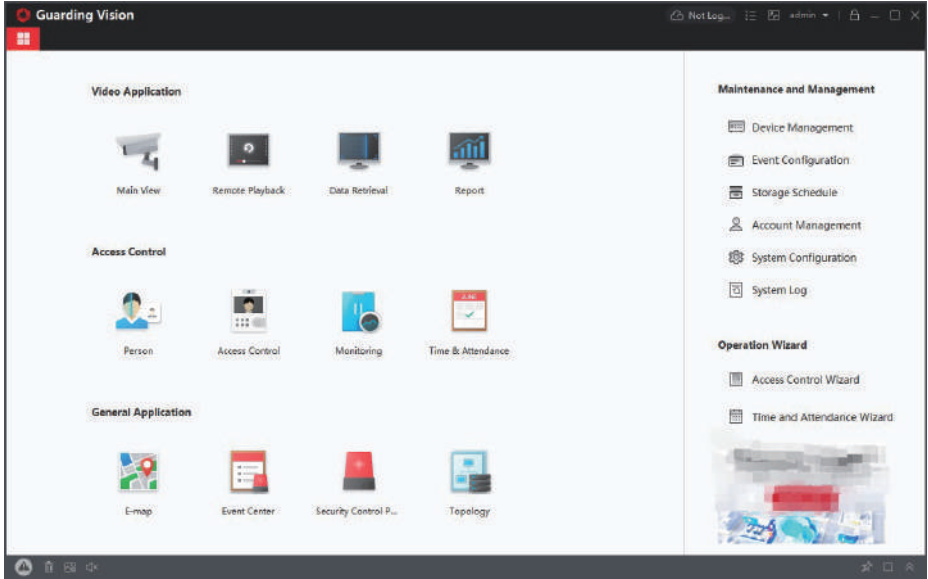 Guarding Vision
Not Log...
admin
Video Application
Main View
Remote Playback
Data Retrieval
Report
Access Control
Person
Access Control
Monitoring
JUNE
Time & Attendance
General Application
E-map
Event Center
Security Control P...
Topology
Maintenance and Management
Device Management
Event Configuration
Storage Schedule
Account Management
System Configuration
System Log
Operation Wizard
Access Control Wizard
Time and Attendance Wizard